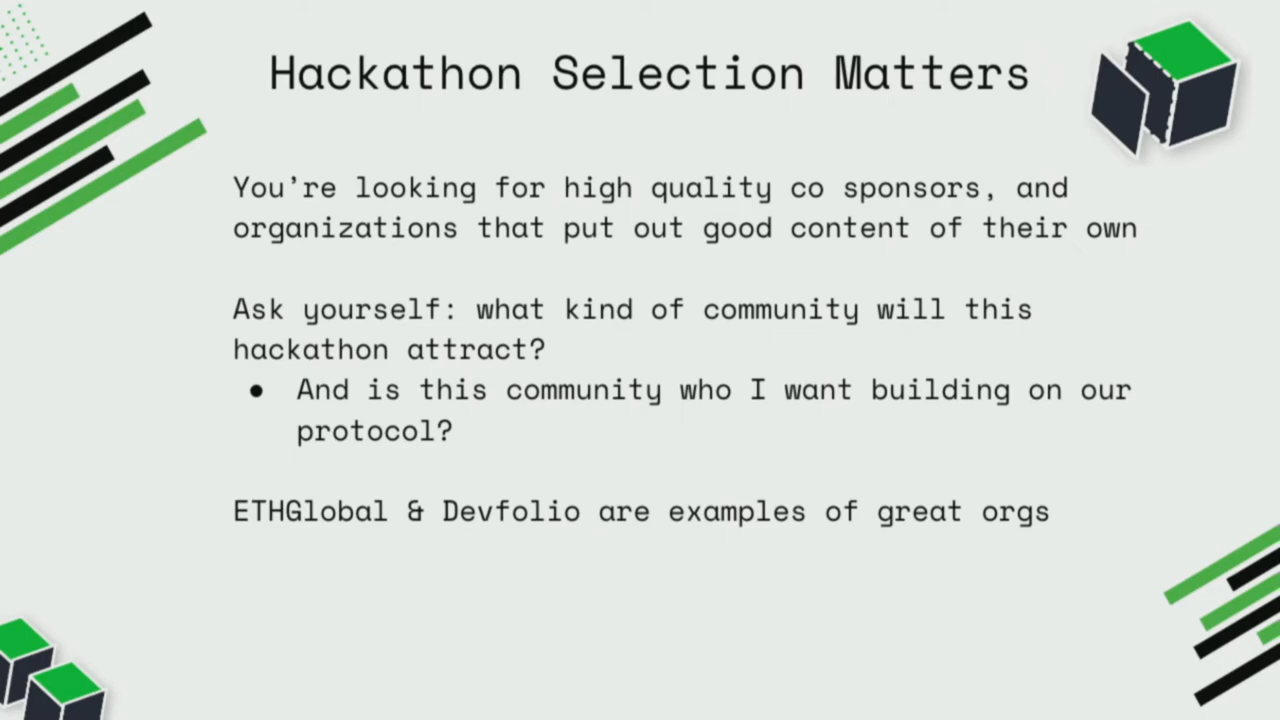 Hackathon Selection Matters
You’re looking for high quality co sponsors, and
organizations that put out good content of their own
Ask yourself: what kind of community will this
hackathon attract?
● And is this community who I want building on our
protocol?
ETHGlobal & Devfolio are examples of great orgs